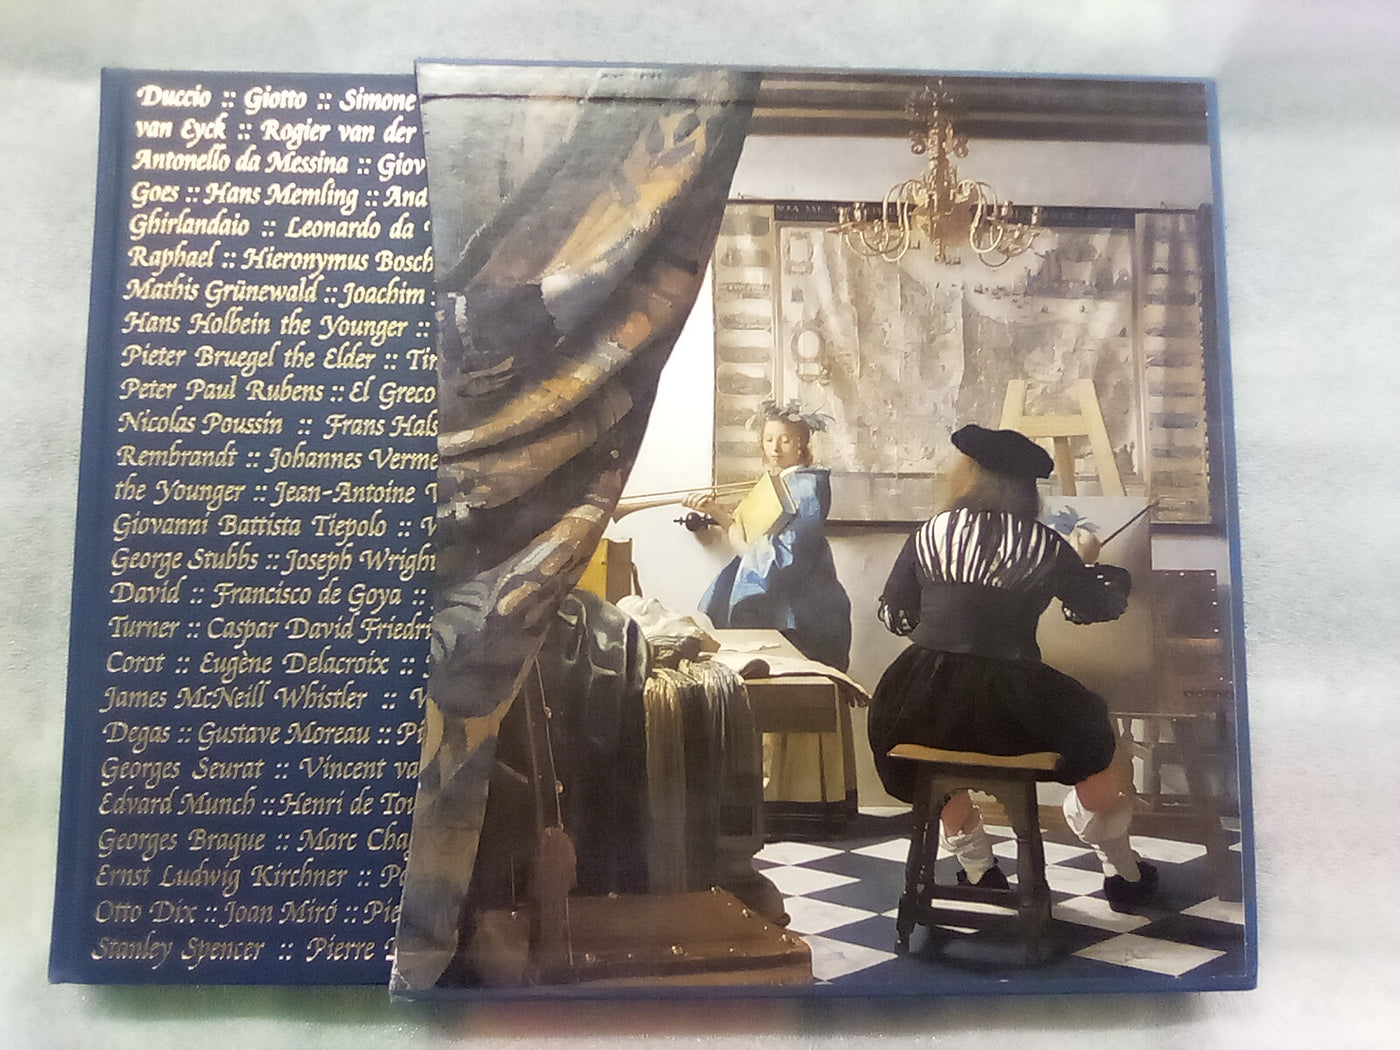 Duccio :: Giotto :: Simone
van Eyck :: Rogier van der
Antonello da Messina :: Giov
Goes :: Hans Memling :: And
Ghirlandaio :: Leonardo da
Raphael :: Hieronymus Bosch
Mathis Grünewald :: Joachim
Hans Holbein the Younger ::
Pieter Bruegel the Elder :: Tin
Peter Paul Rubens :: El Greco
Nicolas Poussin :: Frans Hals
Rembrandt :: Johannes Verme
the Younger :: Jean-Antoine
Giovanni Battista Tiepolo ::
George Stubbs :: Joseph Wright
David :: Francisco de Goya ::
Turner :: Caspar David Friedri
Corot :: Eugène Delacroix ::
James McNeill Whistler ::
Degas :: Gustave Moreau :: Pi
Georges Seurat :: Vincent va
Edvard Munch :: Henri de Tou
Georges Braque :: Marc Chag
Ernst Ludwig Kirchner :: Pa
Otto Dix :: Joan Miró :: Pie
Stanley Spencer :: Pierre